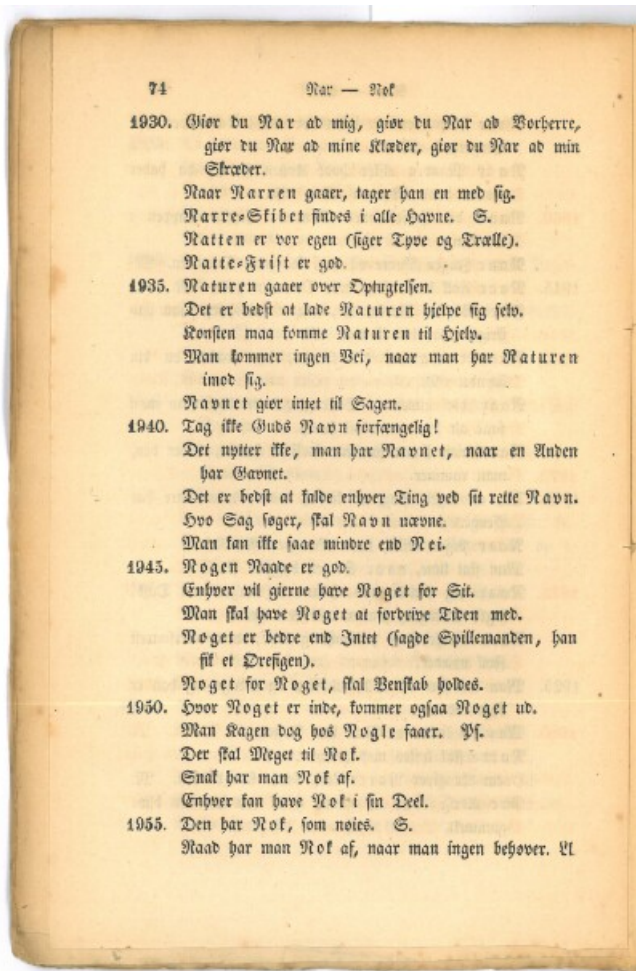 74 Nar — Nok
1930. Giør du Nar ad mig, giør du Nar ad Vorherre,
giør du Nar ad mine Klæder, giør du Nar ad min
Skræder.
Naar Narren gaaer, tager han en med sig.
Narre-Skibet findes i alle Havne. S.
Natten er vor egen (siger Tyve og Trælle).
Natte-Frist er god.
1935. Naturen gaaer over Optugtelsen.
Det er bedst at lade Naturen hjelpe sig selv.
Konsten maa komme Naturen til Hjelp.
Man kommer ingen Vei, naar man har Naturen
imod sig.
Navnet giør intet til Sagen.
1940. Tag ikke Guds Navn forfængelig!
Det nytter ikke, man har Navnet, naar en Anden
har Gavnet.
Det er bedst at kalde enhver Ting ved sit rette Navn.
Hvo Sag søger, skal Navn nævne.
Man kan ikke faae mindre end Nei.
1945. Nogen Naade er god.
Enhver vil gierne have Noget for Sit.
Man skal have Noget at fordrive Tiden med.
Noget er bedre end Intet (sagde Spillemanden, han
fik et Ørefigen).
Noget for Noget, skal Venskab holdes.
1950. Hvor Noget er inde, kommer ogsaa Noget ud.
Man Kagen dog hos Nogle faaer. Ps.
Der skal Meget til Nok.
Snak har man Nok af.
Enhver kan have Nok i sin Deel.
1955. Den har Nok, som nøies. S.
Raad har man Nok af, naar man ingen behøver. Ll